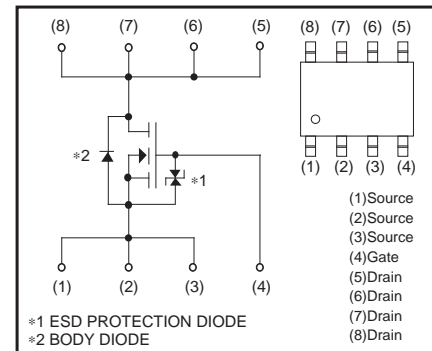 (8) (7) (6) (5)
(8) (7) (6) (5)
∗2
∗1
(1) (2) (3) (4)
(1) (2) (3) (4)
(1)Source
(2)Source
(3)Source
(4)Gate
(5)Drain
(6)Drain
(7)Drain
(8)Drain
∗1 ESD PROTECTION DIODE
∗2 BODY DIODE